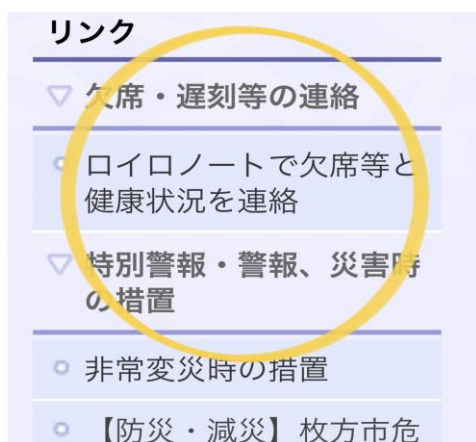 リンク
欠席・遅刻等の連絡
ロイロノートで欠席等と
健康状況を連絡
特別警報・警報、災害時
の措置
非常変災時の措置
【防災・減災】枚方市危